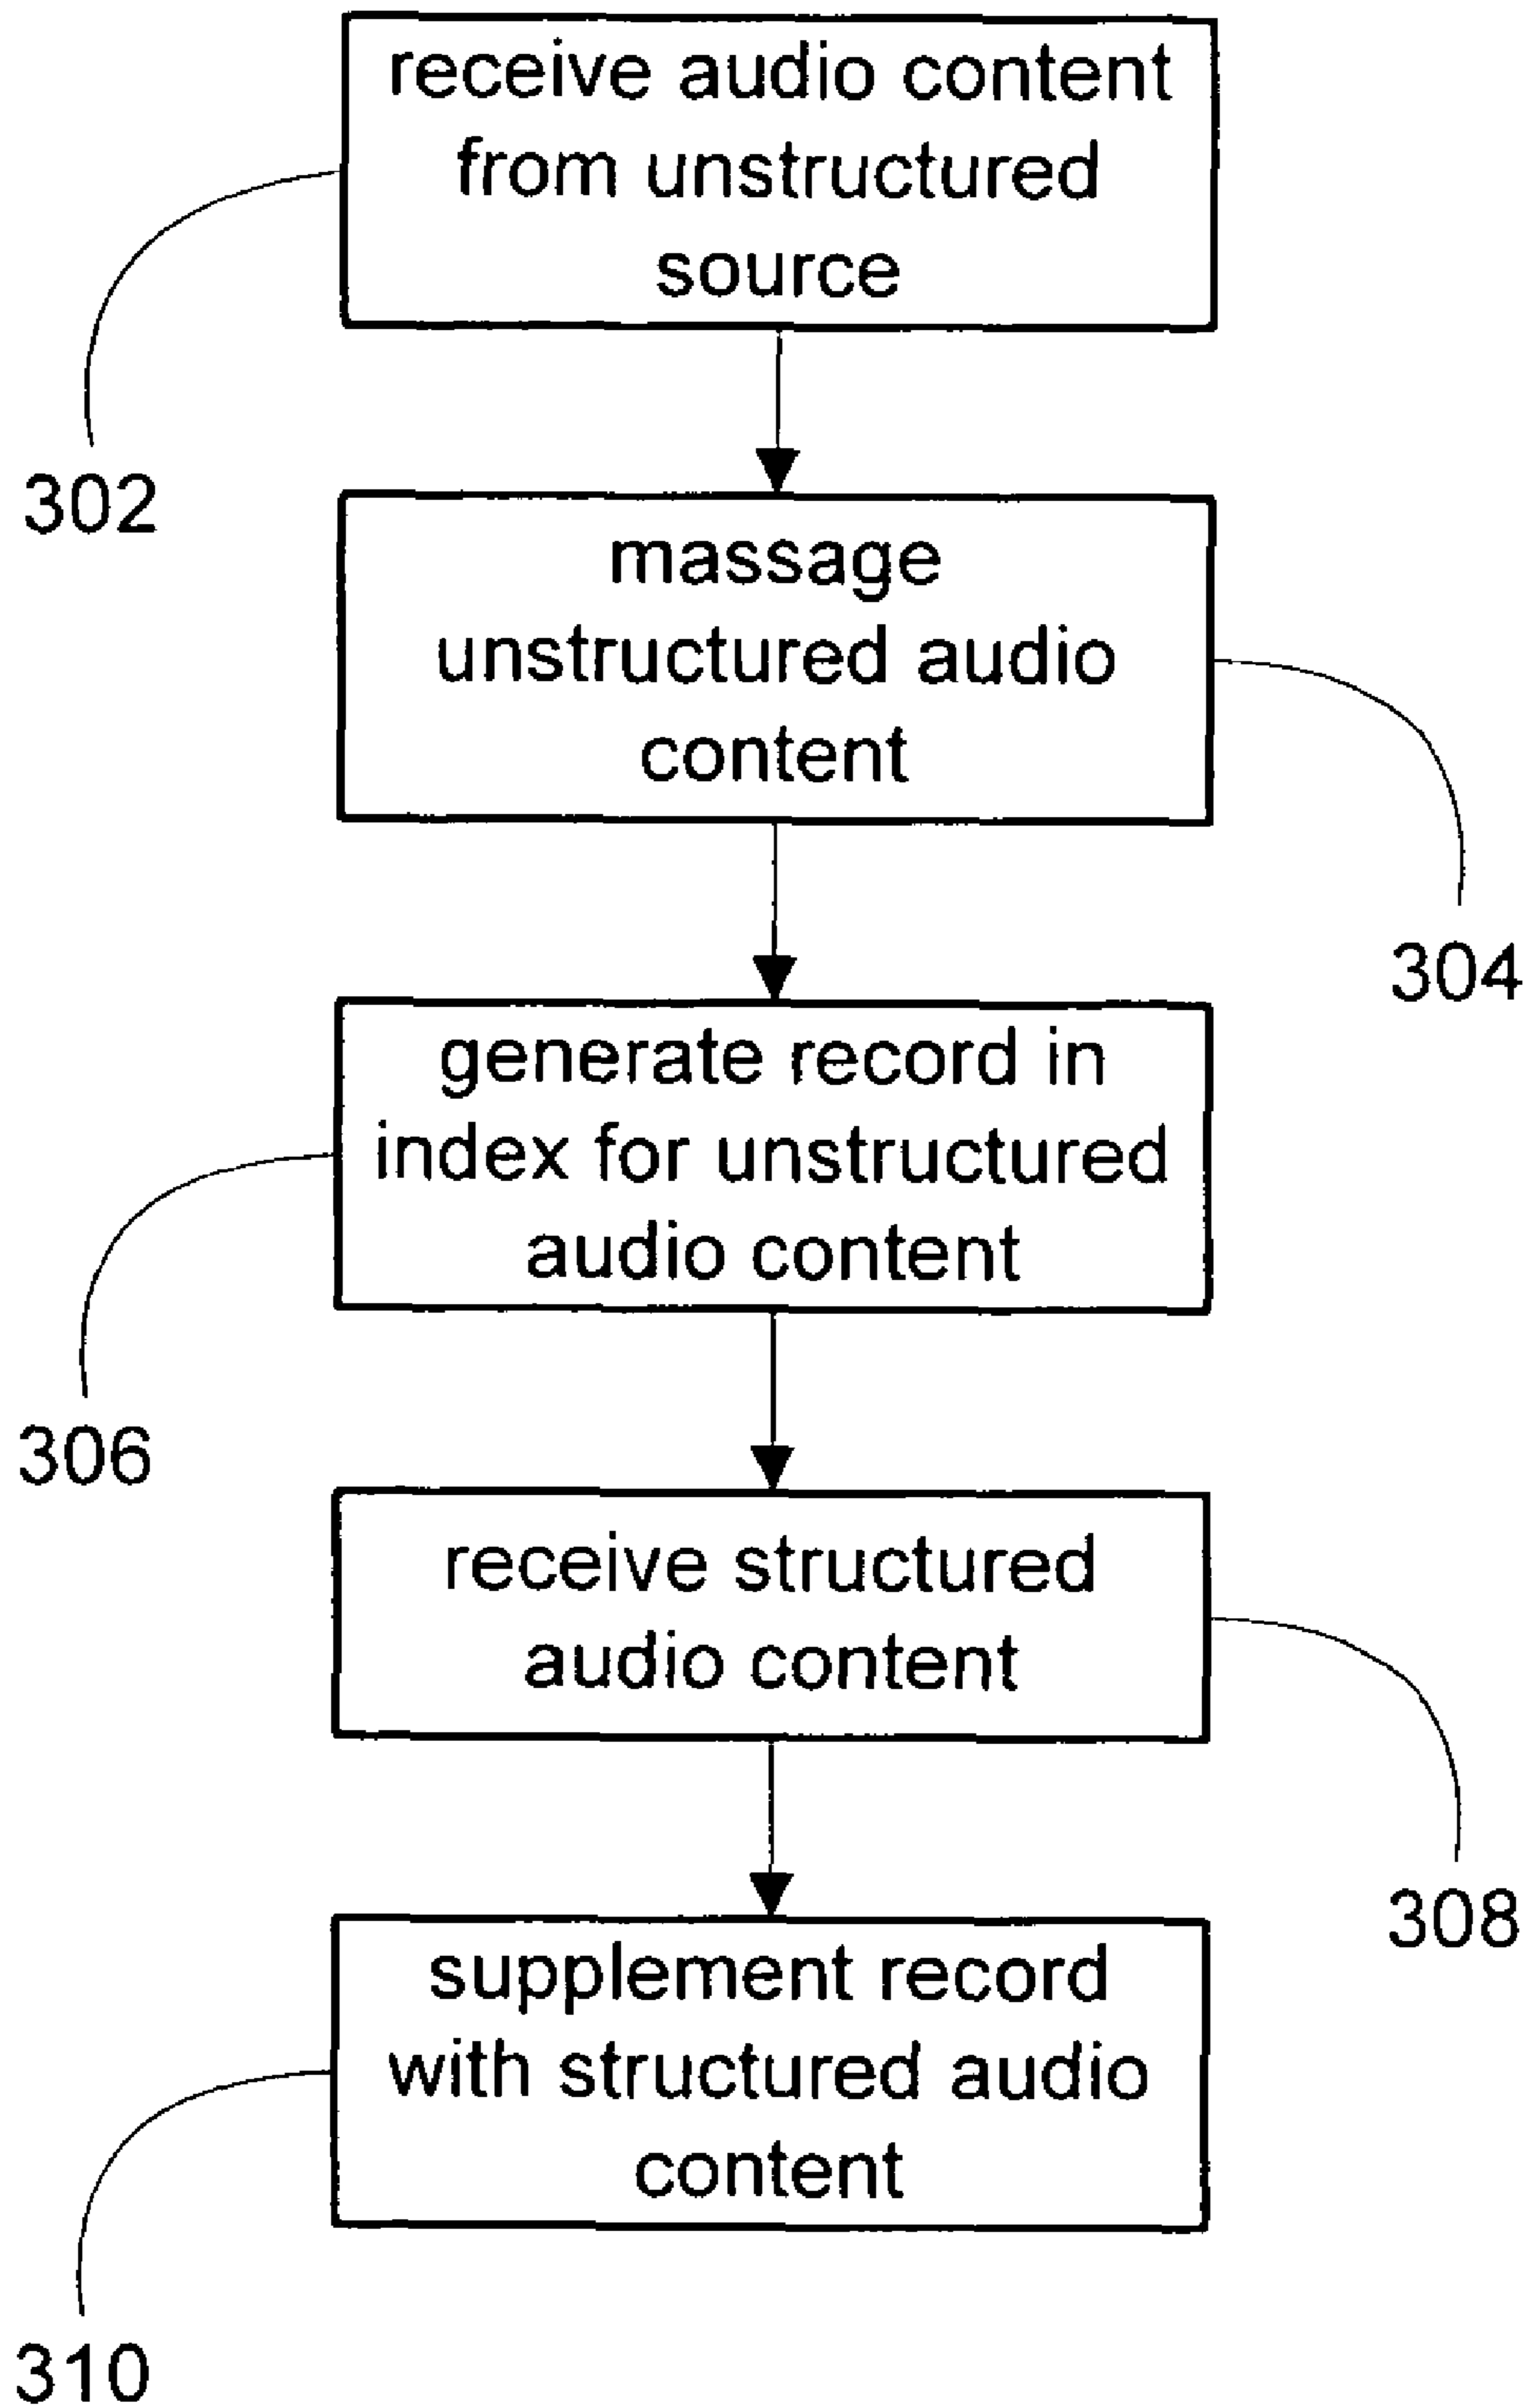 receive audio content
from unstructured
source
302
massage
unstructured audio
content
304
generate record in
index for unstructured
audio content
306
receive structured
audio content
308
supplement record
with structured audio
content
310